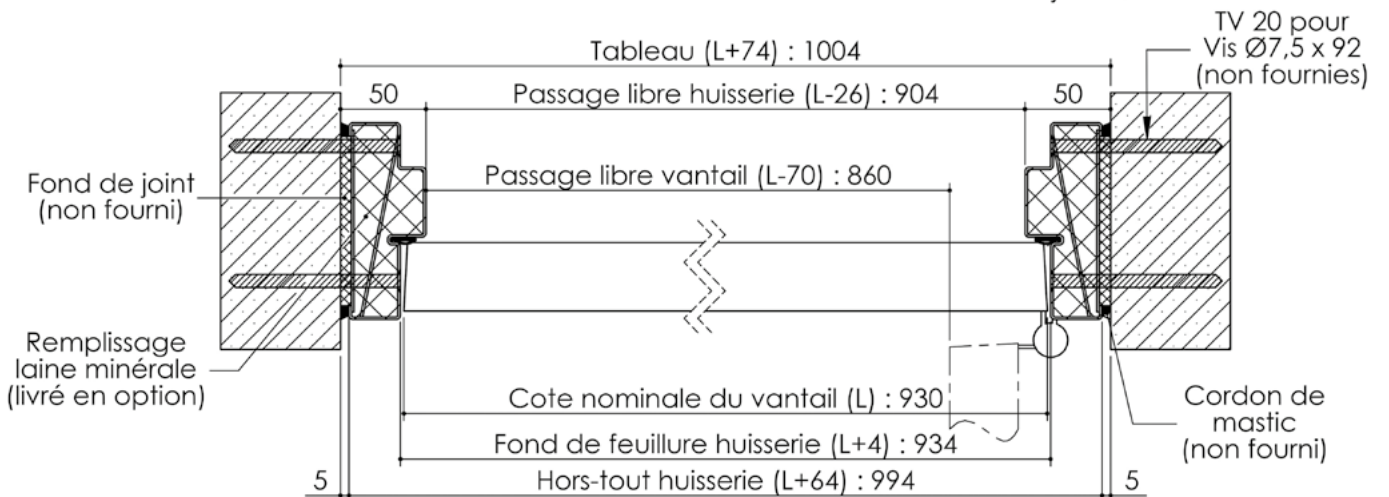 TV 20 pour
Vis Ø7,5 x 92
(non fournies)
Tableau (L+74) : 1004
50
Passage libre huisserie (L-26) : 904
50
Passage libre vantail (L-70) : 860
Fond de joint
(non fourni)
Remplissage
laine minérale
(livré en option)
Cote nominale du vantail (L) : 930
Cordon de
mastic
(non fourni)
Fond de feuillure huisserie (L+4) : 934
5
Hors-tout huisserie (L+64) : 994
5